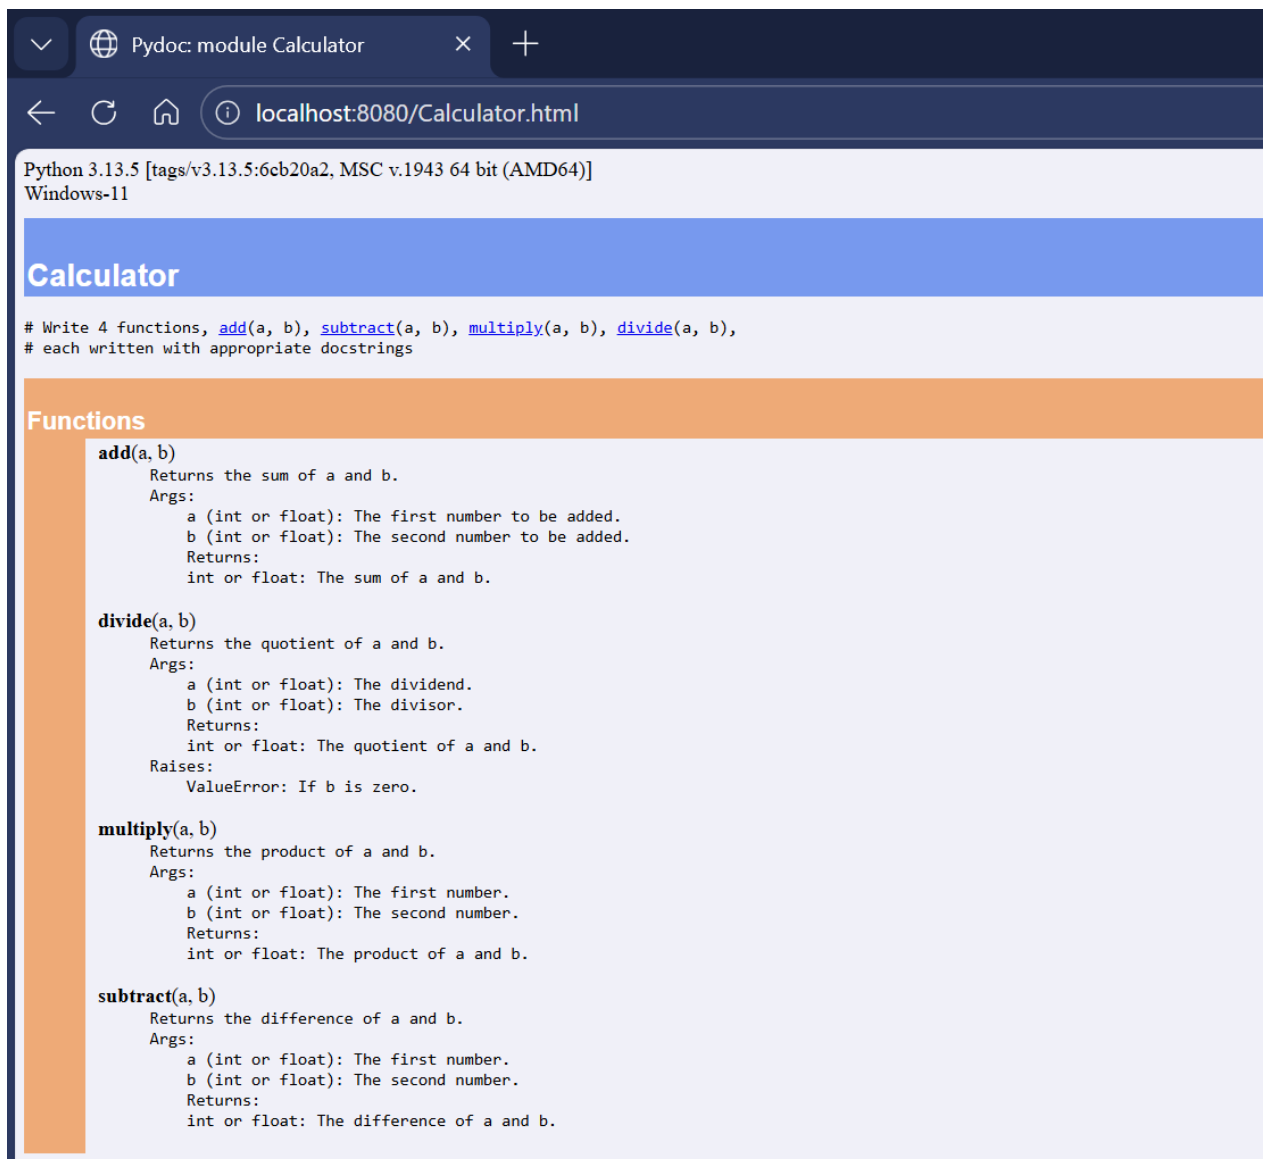 Pydoc: module Calculator
localhost:8080/Calculator.html
Python 3.13.5 [tags/v3.13.5:6cb20a2, MSC v.1943 64 bit (AMD64)]
Windows-11
Calculator
# Write 4 functions, add(a, b), subtract(a, b), multiply(a, b), divide(a, b),
# each written with appropriate docstrings
Functions
add(a, b)
Returns the sum of a and b.
Args:
a (int or float): The first number to be added.
b (int or float): The second number to be added.
Returns:
int or float: The sum of a and b.
divide(a, b)
Returns the quotient of a and b.
Args:
a (int or float): The dividend.
b (int or float): The divisor.
Returns:
int or float: The quotient of a and b.
Raises:
ValueError: If b is zero.
multiply(a, b)
Returns the product of a and b.
Args:
a (int or float): The first number.
b (int or float): The second number.
Returns:
int or float: The product of a and b.
subtract(a, b)
Returns the difference of a and b.
Args:
a (int or float): The first number.
b (int or float): The second number.
Returns:
int or float: The difference of a and b.